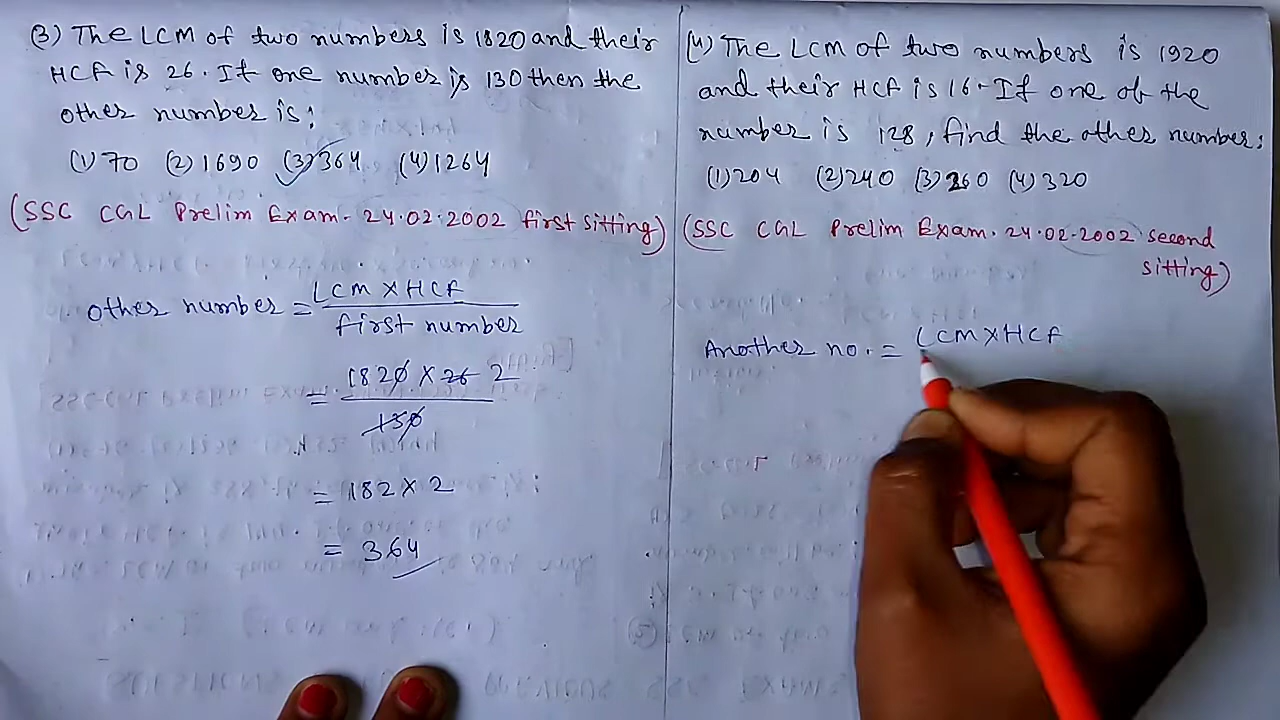 (3) The LCM of two numbers is 1820 and their
HCF is 26. If one number is 130 then the
other number is:
(1) 70 (2) 1690 (3) 364 (4) 1264
(SSC CGL Prelim Exam. 24.02.2002 first sitting)
other number = LCM × HCF
first number
= 1820 × 26 2
130
= 182 × 2
= 364
(4) The LCM of two numbers is 1920
and their HCF is 16. If one of the
number is 128, find the other number:
(1) 204 (2) 240 (3) 260 (4) 320
(SSC CGL Prelim Exam. 24.02.2002 second
sitting)
Another no. = LCM × HCF